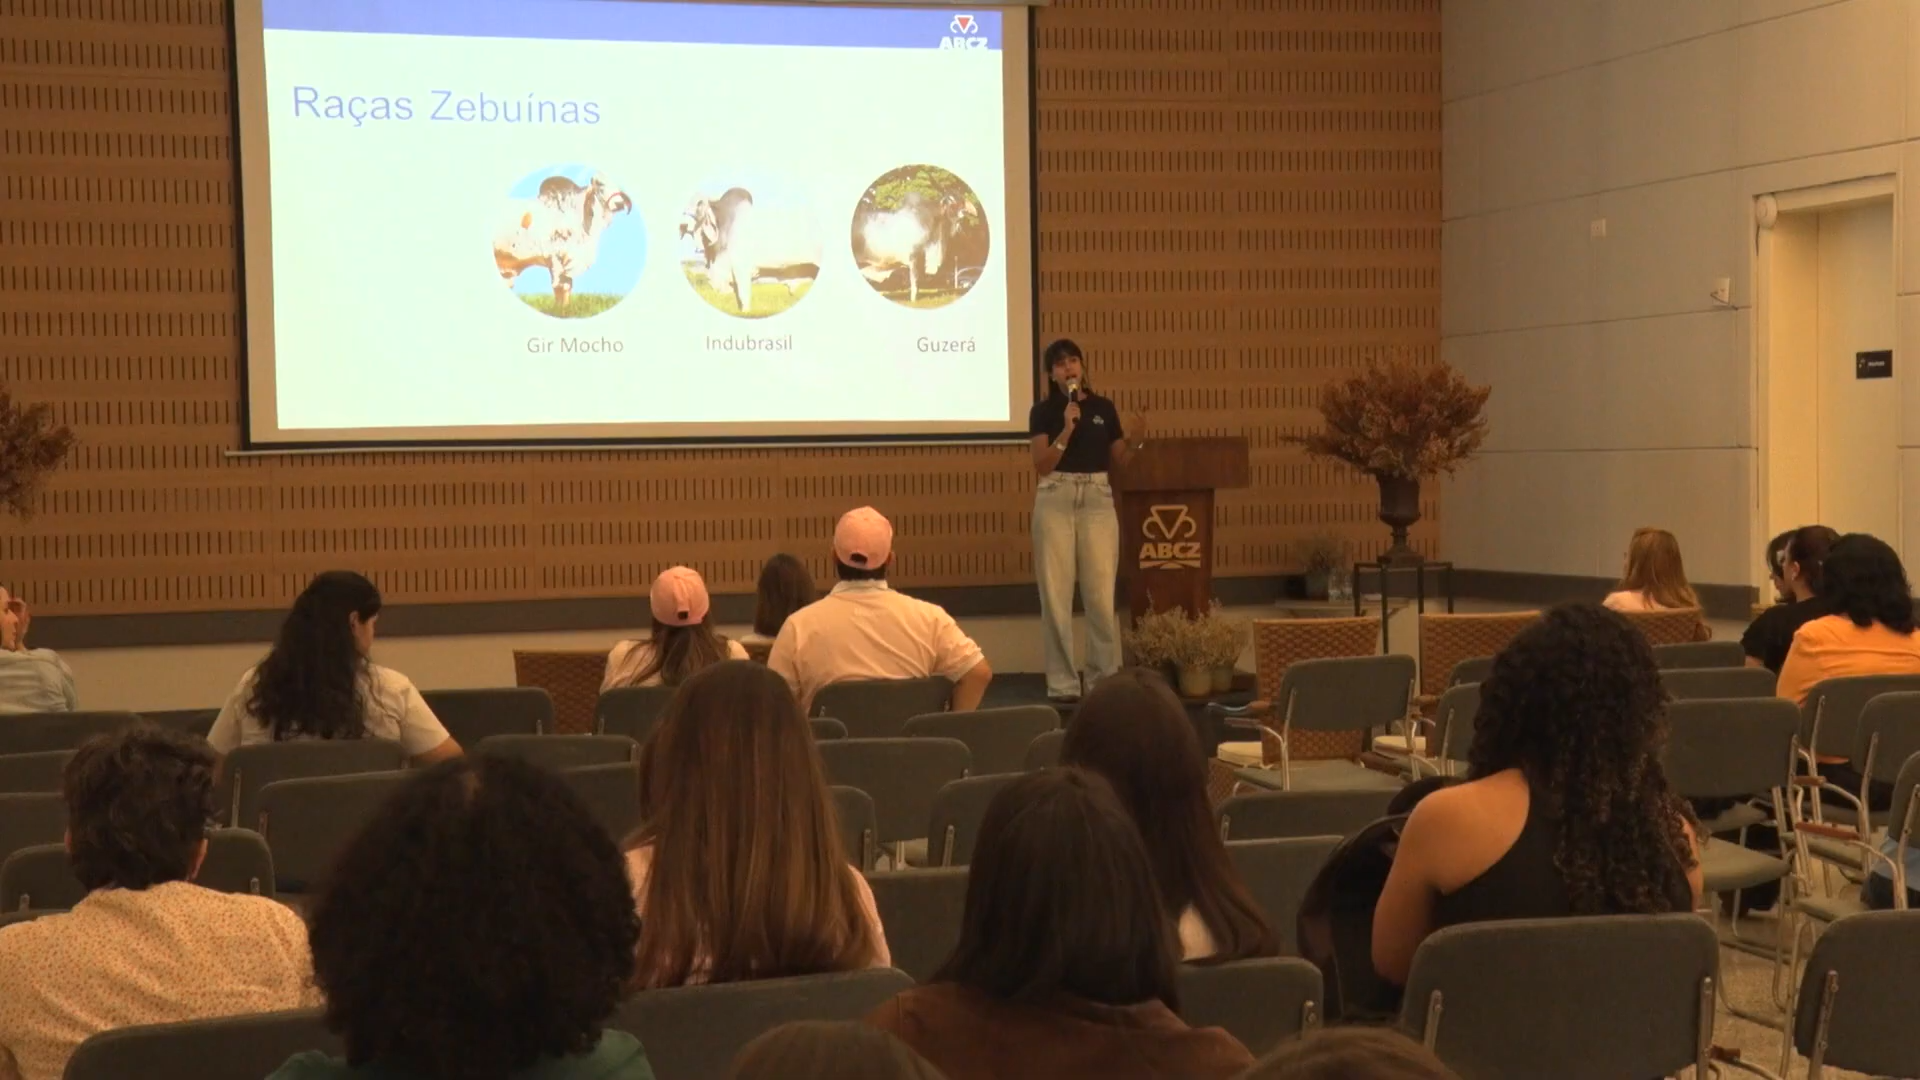 ABCZ
Raças Zebuínas
Gir Mocho
Indubrasil
Guzerá
ABCZ